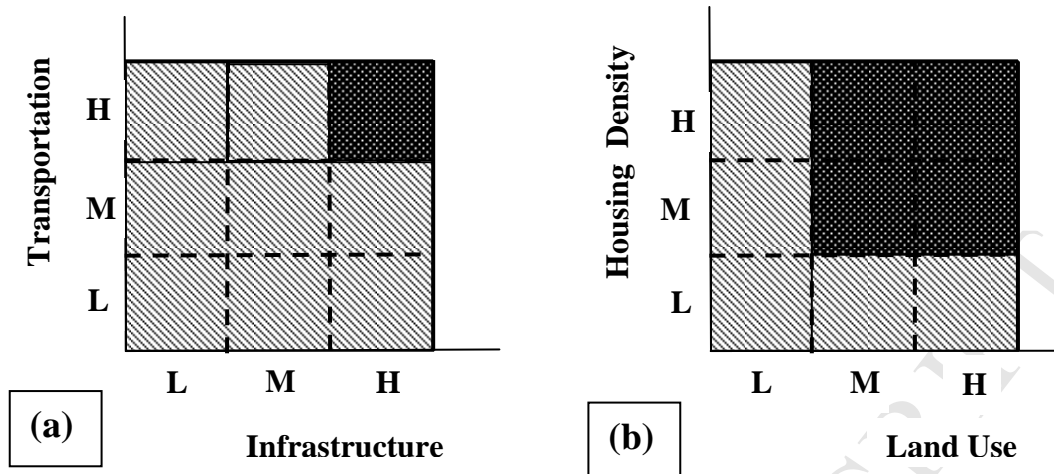 Transportation
H
M
L
L M H
(a)
Infrastructure
Housing Density
H
M
L
L M H
(b)
Land Use